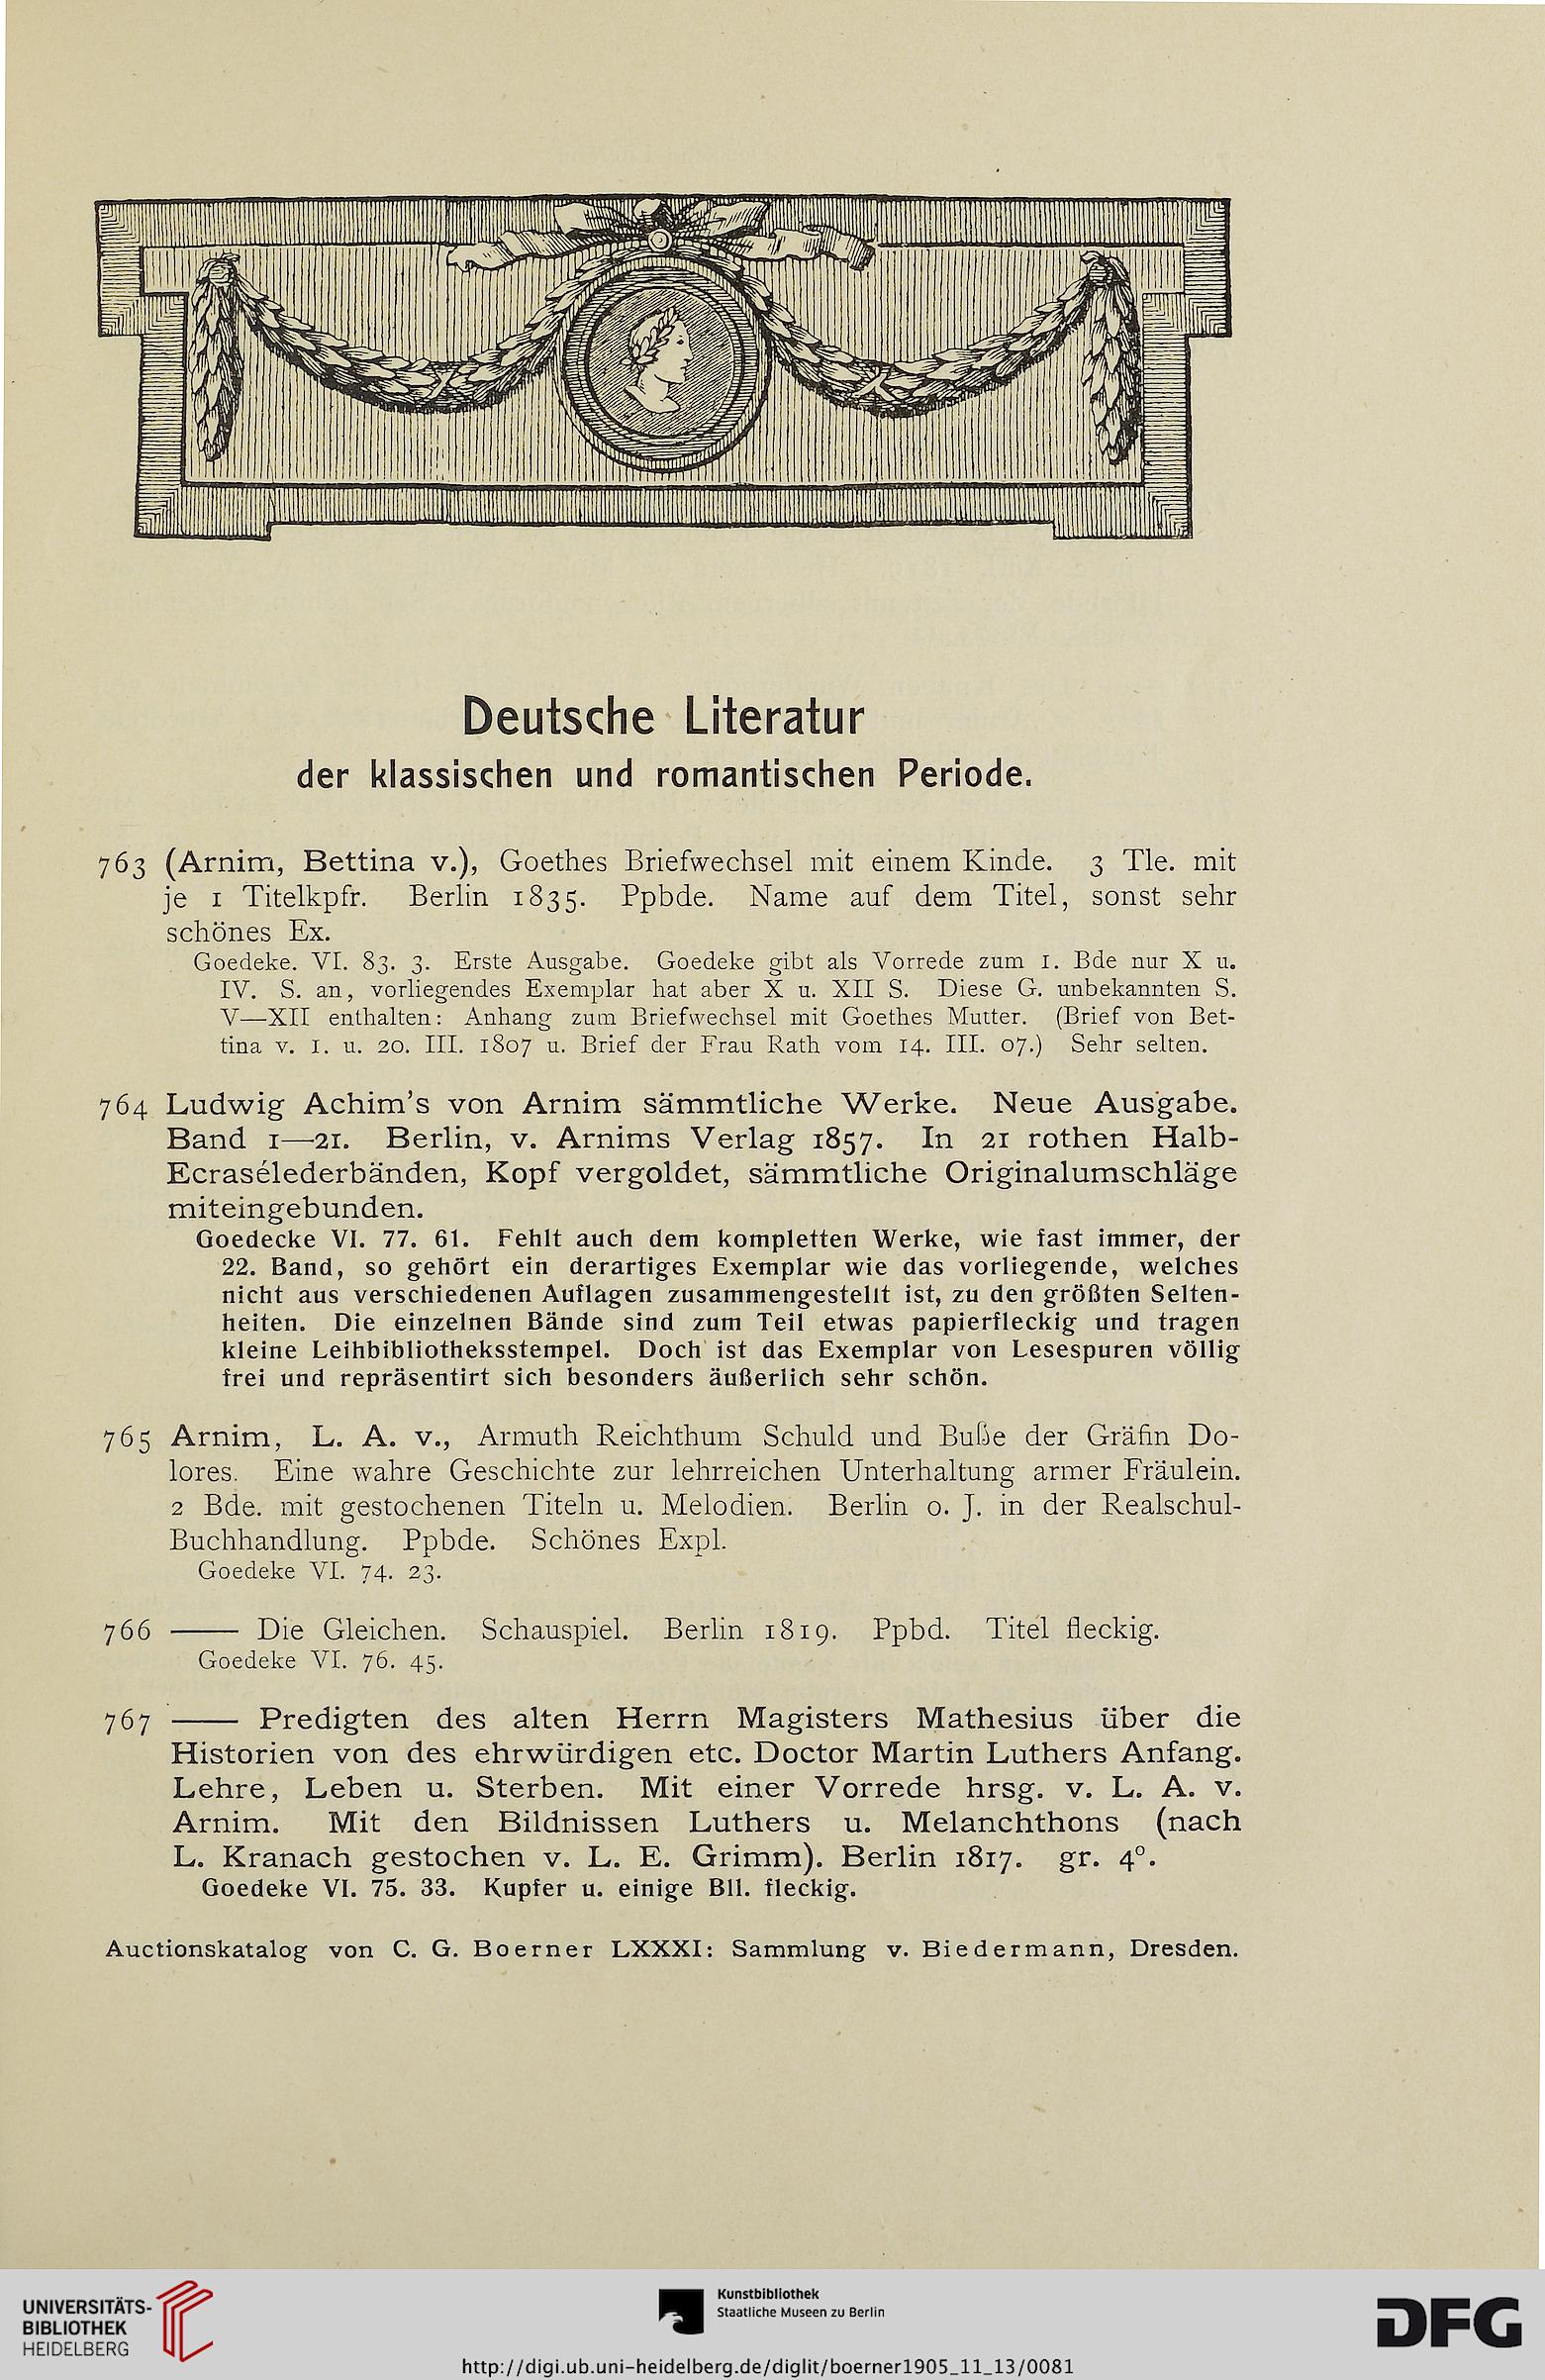 Deutsche Literatur
der klassischen und romantischen Periode.
763 (Arnim, Bettina v.), Goethes Briefwechsel mit einem Kinde. 3 Tle. mit
je 1 Titelkpfr. Berlin 1835. Ppbde. Name auf dem Titel, sonst sehr
schönes Ex.
Goedeke. VI. 83. 3. Erste Ausgabe. Goedeke gibt als Vorrede zum 1. Bde nur X u.
IV. S. an, vorliegendes Exemplar hat aber X u. XII S. Diese G. unbekannten S.
V—XII enthalten: Anhang zum Briefwechsel mit Goethes Mutter. (Brief von Bet-
tina v. 1. u. 20. III. 1807 u. Brief der Frau Rath vom 14. III. 07.) Sehr selten.
764 Ludwig Achim's von Arnim sämmtliche Werke. Neue Ausgabe.
Band 1—21. Berlin, v. Arnims Verlag 1857. In 21 rothen Halb-
Ecrasélederbänden, Kopf vergoldet, sämmtliche Originalumschläge
miteingebunden.
Goedecke VI. 77. 61. Fehlt auch dem kompletten Werke, wie fast immer, der
22. Band, so gehört ein derartiges Exemplar wie das vorliegende, welches
nicht aus verschiedenen Auflagen zusammengestellt ist, zu den größten Selten-
heiten. Die einzelnen Bände sind zum Teil etwas papierfleckig und tragen
kleine Leihbibliotheksstempel. Doch ist das Exemplar von Lesespuren völlig
frei und repräsentirt sich besonders äußerlich sehr schön.
765 Arnim, L. A. v., Armuth Reichthum Schuld und Buße der Gräfin Do-
lores. Eine wahre Geschichte zur lehrreichen Unterhaltung armer Fräulein.
2 Bde. mit gestochenen Titeln u. Melodien. Berlin o. J. in der Realschul-
Buchhandlung. Ppbde. Schönes Expl.
Goedeke VI. 74. 23.
766 —— Die Gleichen. Schauspiel. Berlin 1819. Ppbd. Titel fleckig.
Goedeke VI. 76. 45.
767 —— Predigten des alten Herrn Magisters Mathesius über die
Historien von des ehrwürdigen etc. Doctor Martin Luthers Anfang.
Lehre, Leben u. Sterben. Mit einer Vorrede hrsg. v. L. A. v.
Arnim. Mit den Bildnissen Luthers u. Melanchthons (nach
L. Kranach gestochen v. L. E. Grimm). Berlin 1817. gr. 4°.
Goedeke VI. 75. 33. Kupfer u. einige Bll. fleckig.
Auctionskatalog von C. G. Boerner LXXXI: Sammlung v. Biedermann, Dresden.
UNIVERSITÄTS-
BIBLIOTHEK
HEIDELBERG
Kunstbibliothek
Staatliche Museen zu Berlin
DFG
http://digi.ub.uni-heidelberg.de/diglit/boerner1905_11_13/0081